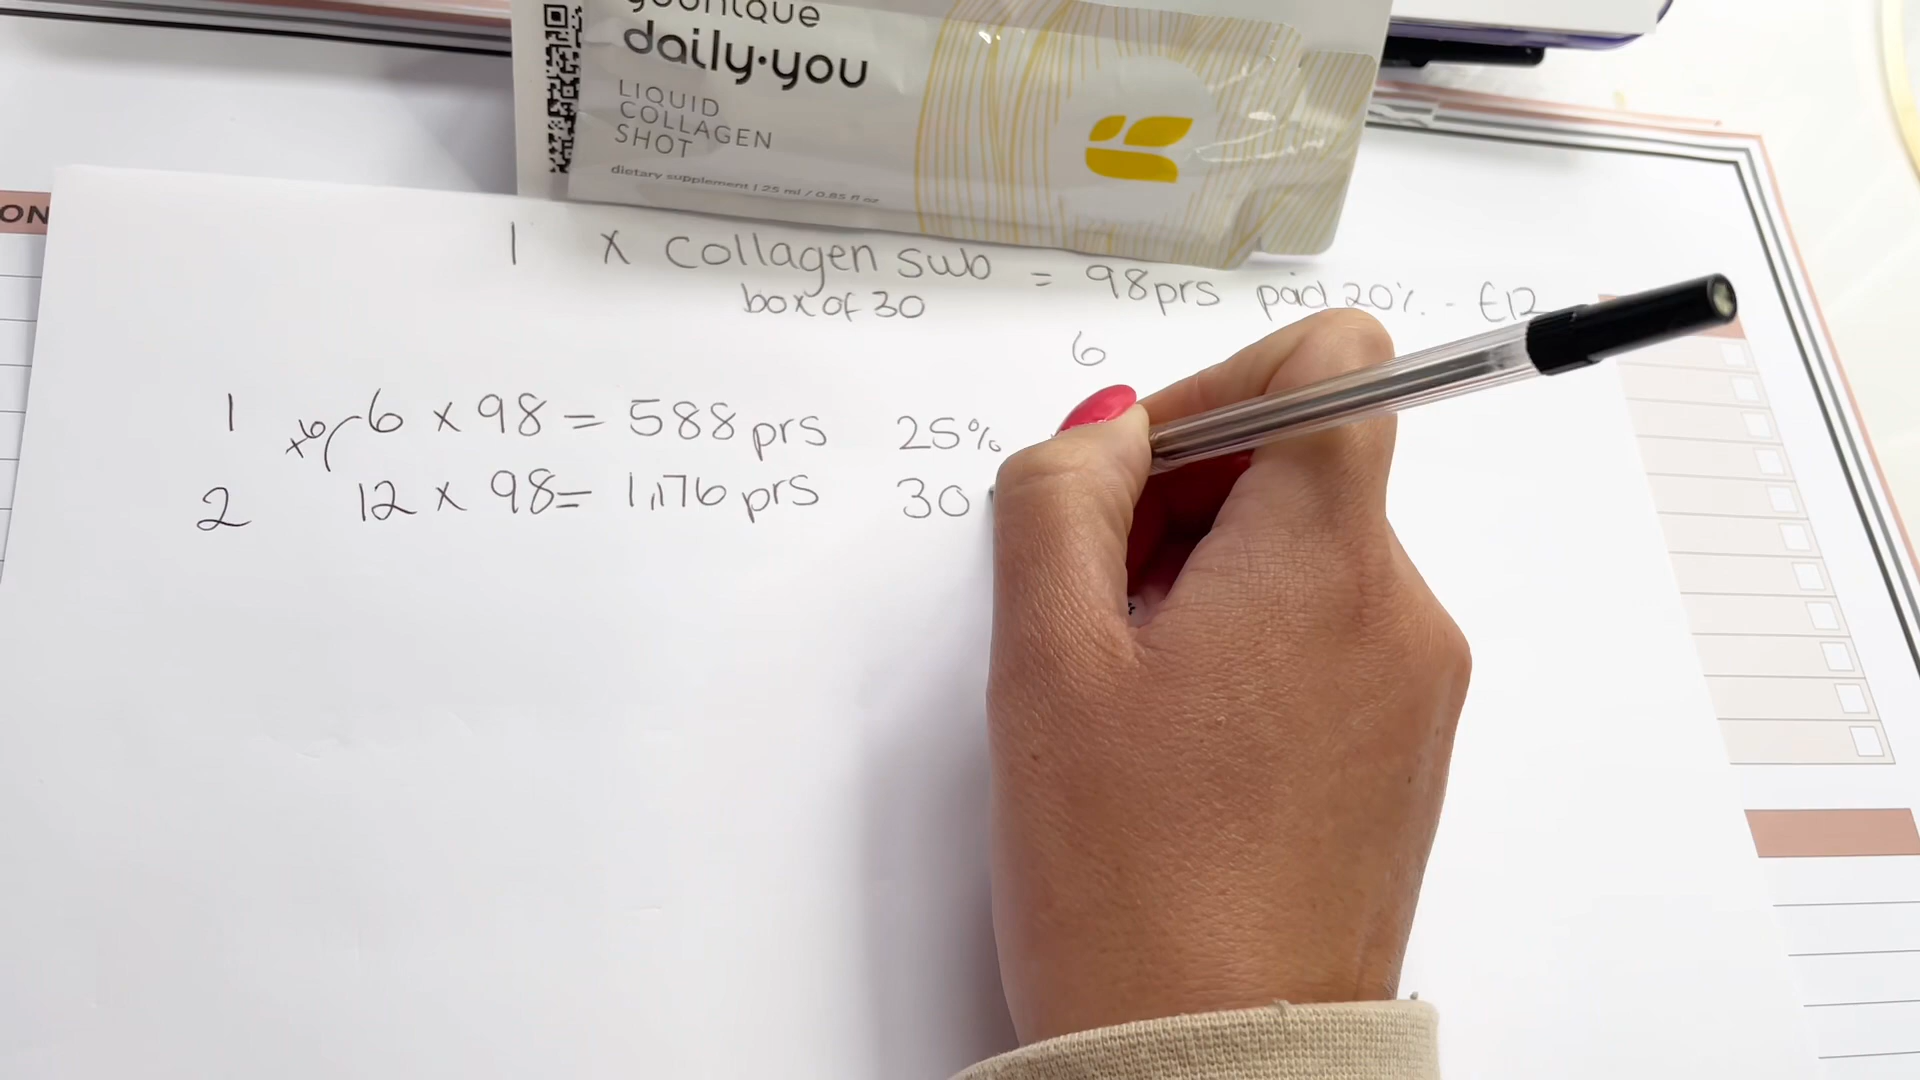 younique
daily·you
LIQUID
COLLAGEN
SHOT
dietary supplement | 25 ml / 0.85 fl oz
ON
1 x Collagen sub = 98prs paid 20% - £12
box of 30
6
1 x6 6 x 98 = 588 prs 25%
2 12 x 98 = 1,176 prs 30